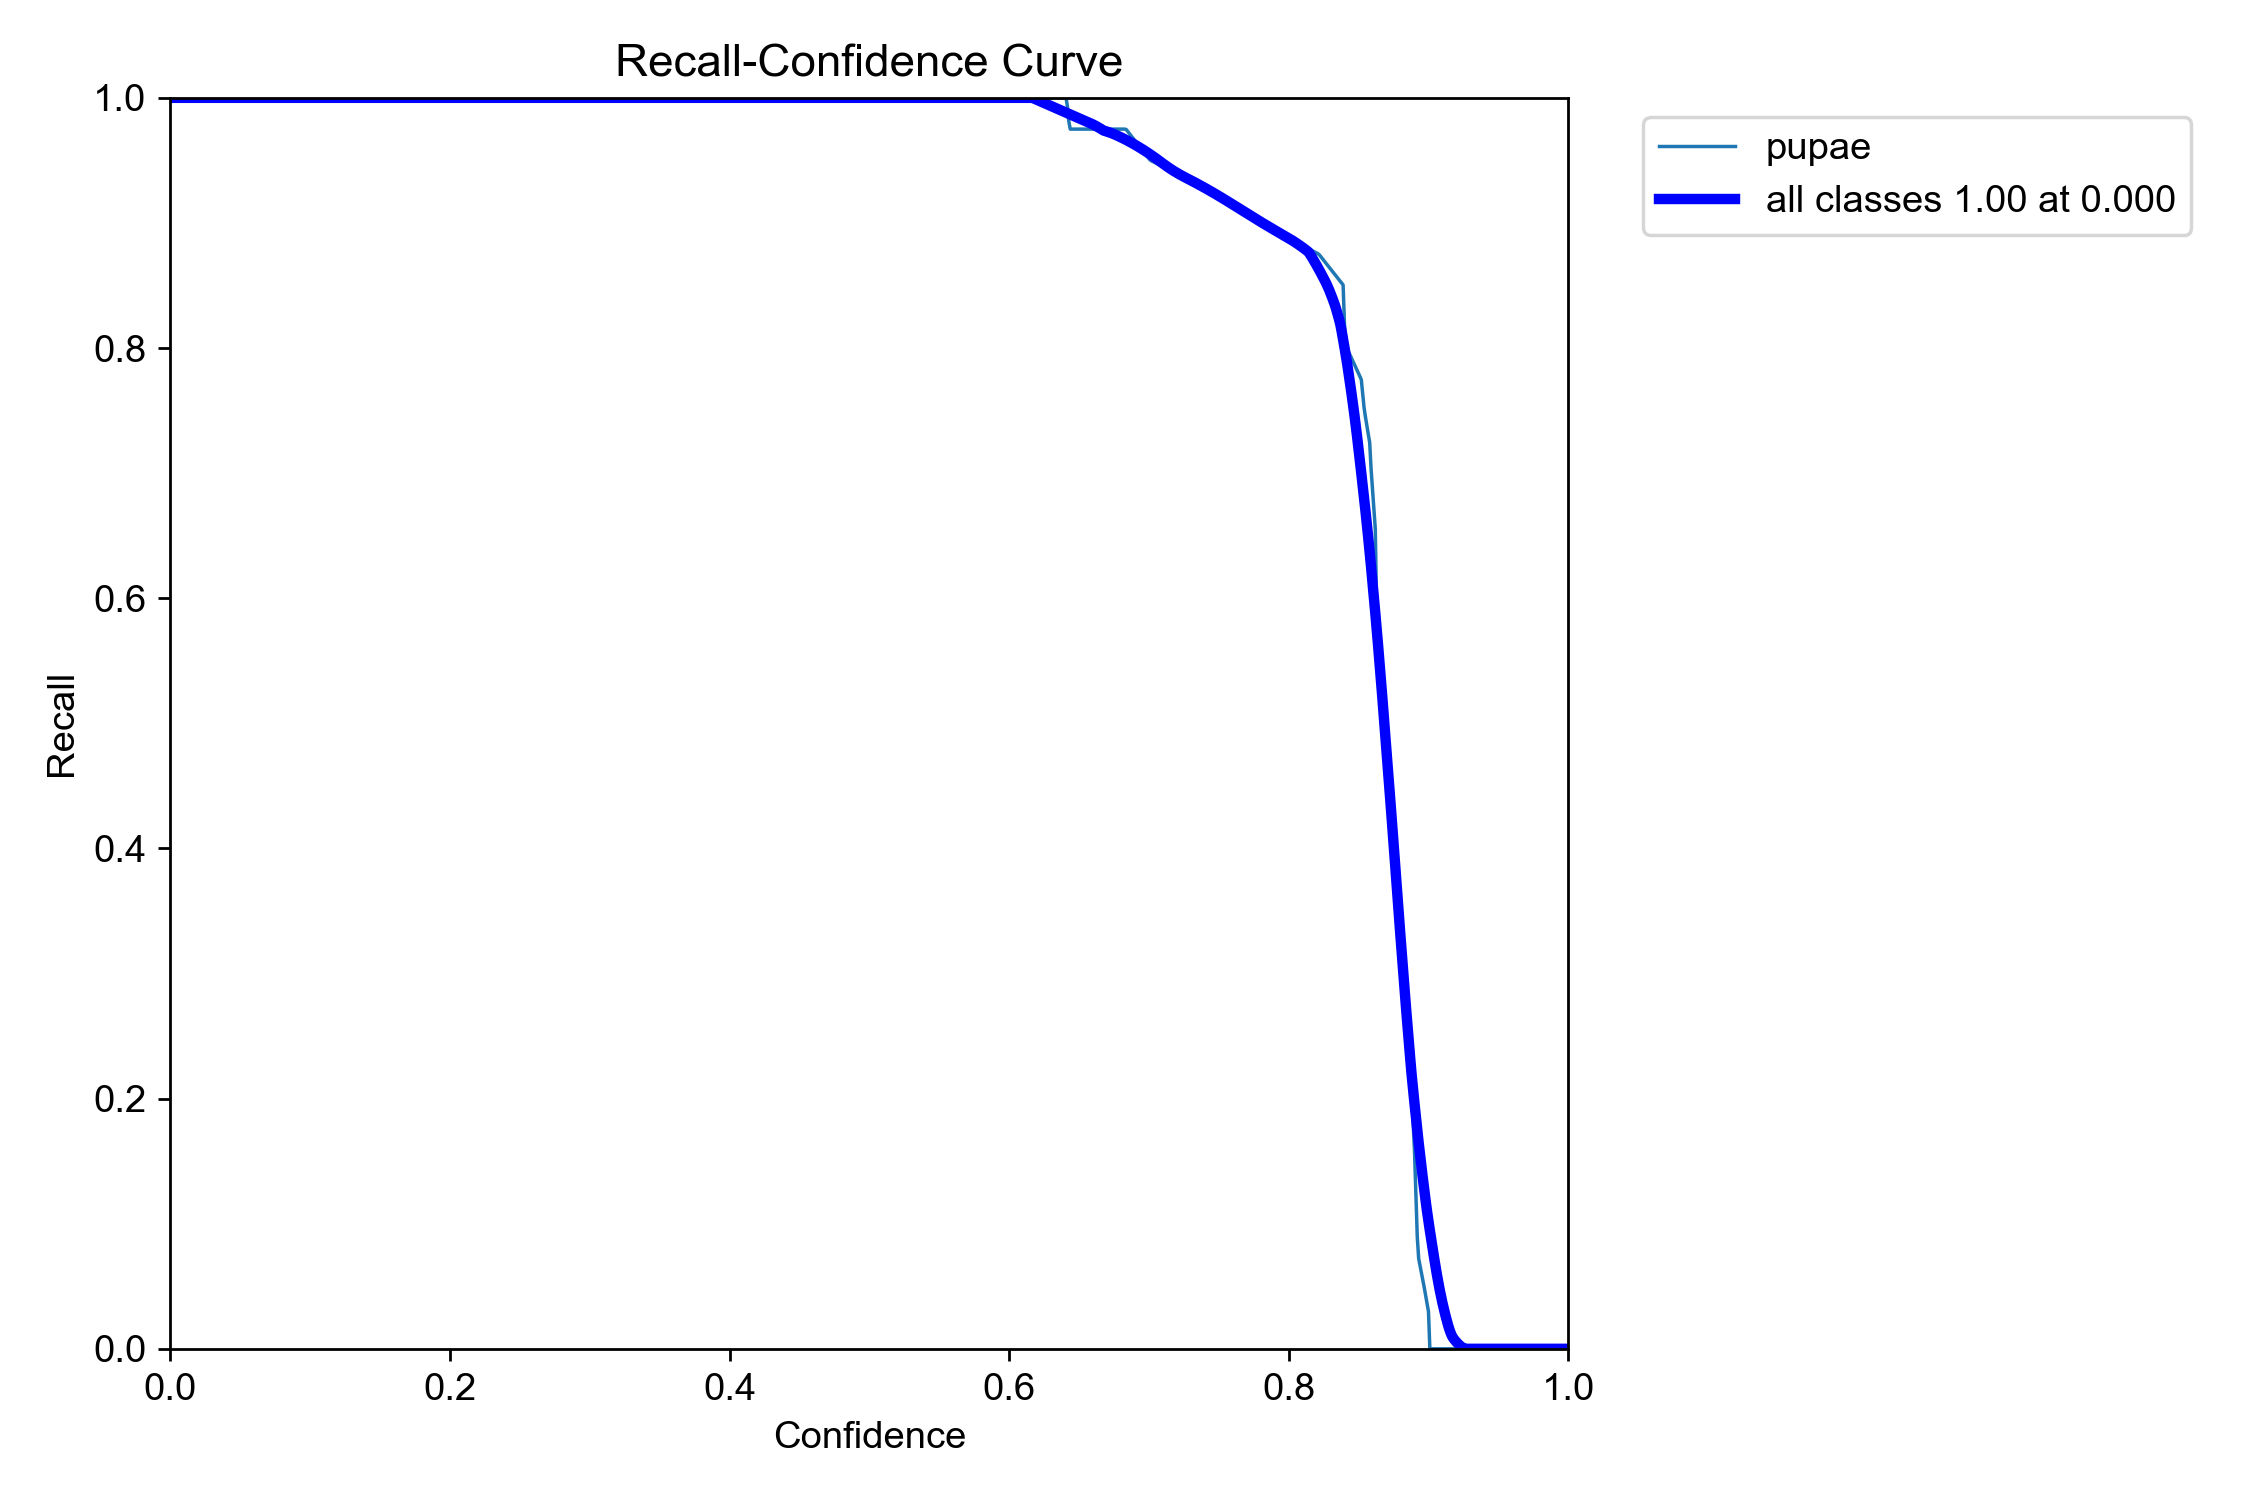 Recall-Confidence Curve
1.0
0.8
0.6
0.4
0.2
0.0
Recall
0.0 0.2 0.4 0.6 0.8 1.0
Confidence
pupae
all classes 1.00 at 0.000